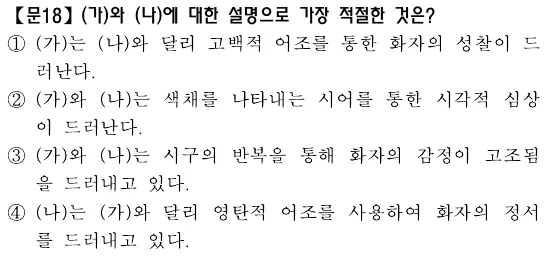 【문18】 (가)와 (나)에 대한 설명으로 가장 적절한 것은?
① (가)는 (나)와 달리 고백적 어조를 통한 화자의 성찰이 드
러난다.
② (가)와 (나)는 색채를 나타내는 시어를 통한 시각적 심상
이 드러난다.
③ (가)와 (나)는 시구의 반복을 통해 화자의 감정이 고조됨
을 드러내고 있다.
④ (나)는 (가)와 달리 영탄적 어조를 사용하여 화자의 정서
를 드러내고 있다.